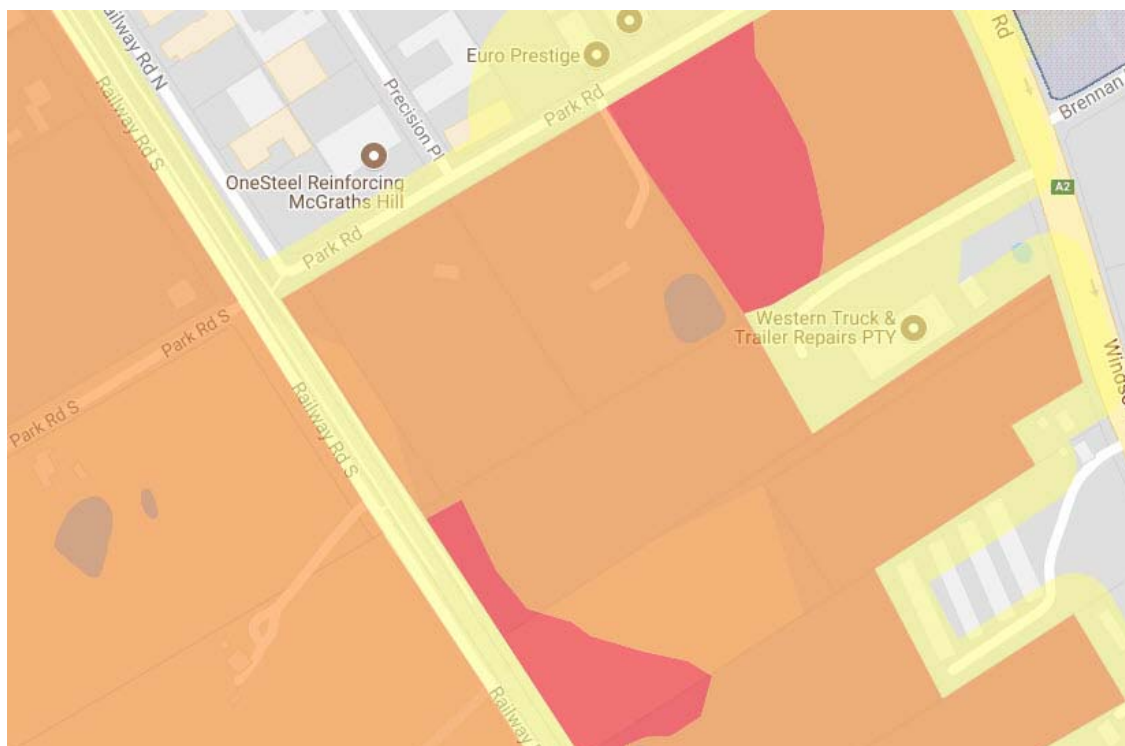 Railway Rd N
Rd
Euro Prestige
Railway Rd S
Precision Pl
Park Rd
Brennan
OneSteel Reinforcing
McGraths Hill
A2
Park Rd
Park Rd S
Western Truck &
Trailer Repairs PTY
Windso
Railway Rd S
Park Rd S
Railway